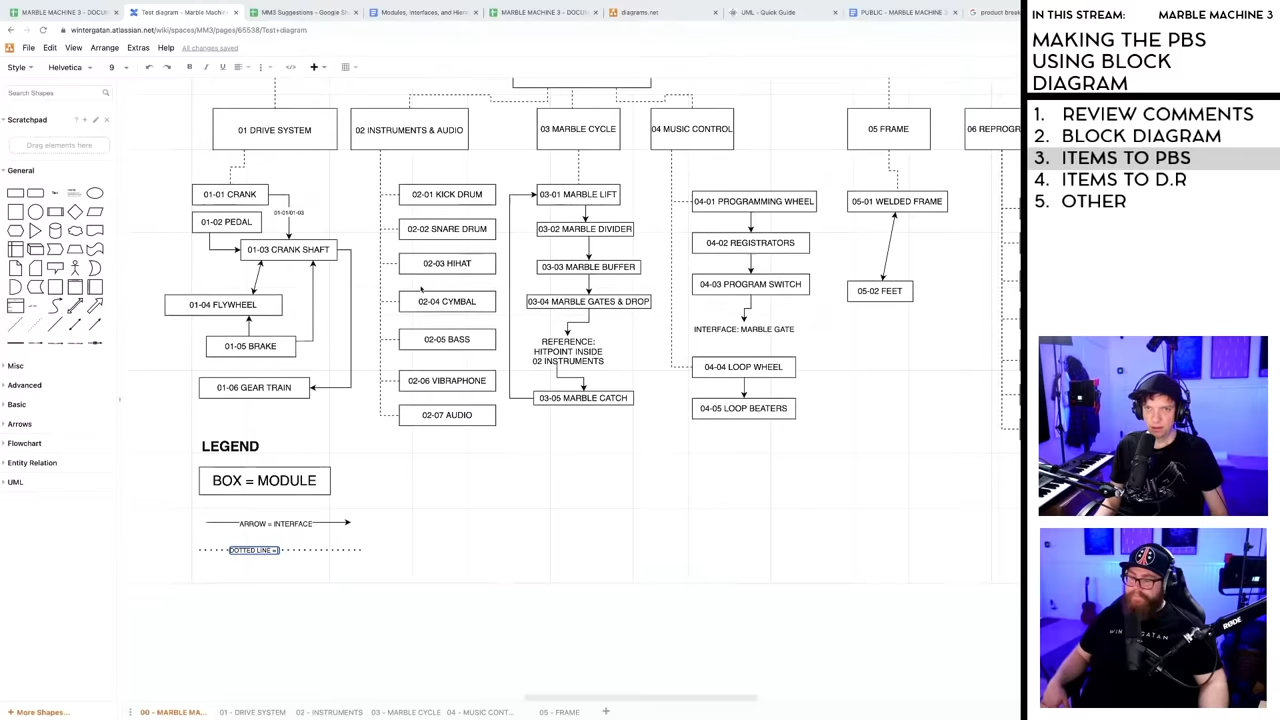 MARBLE MACHINE 3 - DOCUM
Test diagram - Marble Machi
MM3 Suggestions - Google Sh
Modules, Interfaces, and Hier
MARBLE MACHINE 3 - DOCUM
diagrams.net
UML - Quick Guide
PUBLIC - MARBLE MACHINE 3
product break
wintergatan.atlassian.net/wiki/spaces/MM3/pages/65538/Test+diagram
File Edit View Arrange Extras Help All changes saved
Style Helvetica 9
Search Shapes
Scratchpad
Drag elements here
General
Misc
Advanced
Basic
Arrows
Flowchart
Entity Relation
UML
+ More Shapes...
01 DRIVE SYSTEM
02 INSTRUMENTS & AUDIO
03 MARBLE CYCLE
04 MUSIC CONTROL
05 FRAME
06 REPROGR
01-01 CRANK
01-01/01-03
01-02 PEDAL
01-03 CRANK SHAFT
01-04 FLYWHEEL
01-05 BRAKE
01-06 GEAR TRAIN
02-01 KICK DRUM
02-02 SNARE DRUM
02-03 HIHAT
02-04 CYMBAL
02-05 BASS
02-06 VIBRAPHONE
02-07 AUDIO
03-01 MARBLE LIFT
03-02 MARBLE DIVIDER
03-03 MARBLE BUFFER
03-04 MARBLE GATES & DROP
REFERENCE:
HITPOINT INSIDE
02 INSTRUMENTS
03-05 MARBLE CATCH
04-01 PROGRAMMING WHEEL
04-02 REGISTRATORS
04-03 PROGRAM SWITCH
INTERFACE: MARBLE GATE
04-04 LOOP WHEEL
04-05 LOOP BEATERS
05-01 WELDED FRAME
05-02 FEET
LEGEND
BOX = MODULE
ARROW = INTERFACE
DOTTED LINE =
00 - MARBLE MA...
01 - DRIVE SYSTEM
02 - INSTRUMENTS
03 - MARBLE CYCLE
04 - MUSIC CONT...
05 - FRAME
IN THIS STREAM: MARBLE MACHINE 3
MAKING THE PBS
USING BLOCK
DIAGRAM
1. REVIEW COMMENTS
2. BLOCK DIAGRAM
3. ITEMS TO PBS
4. ITEMS TO D.R
5. OTHER
RØDE